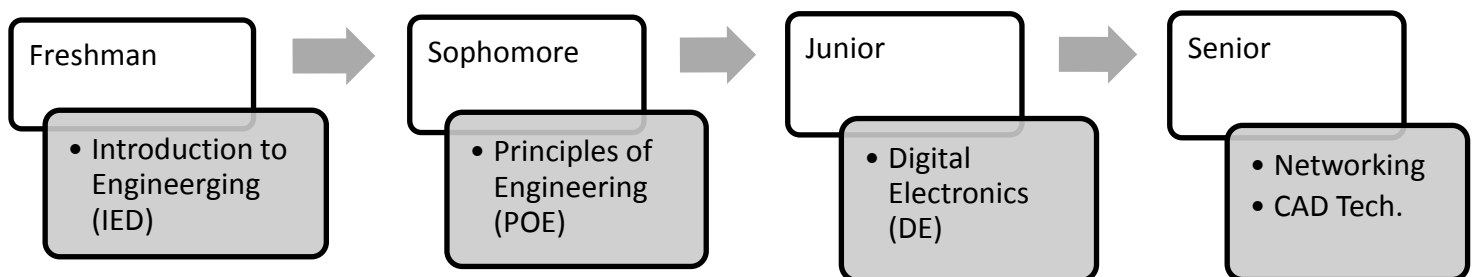 Freshman
• Introduction to
Engineerging
(IED)
Sophomore
• Principles of
Engineering
(POE)
Junior
• Digital
Electronics
(DE)
Senior
• Networking
• CAD Tech.